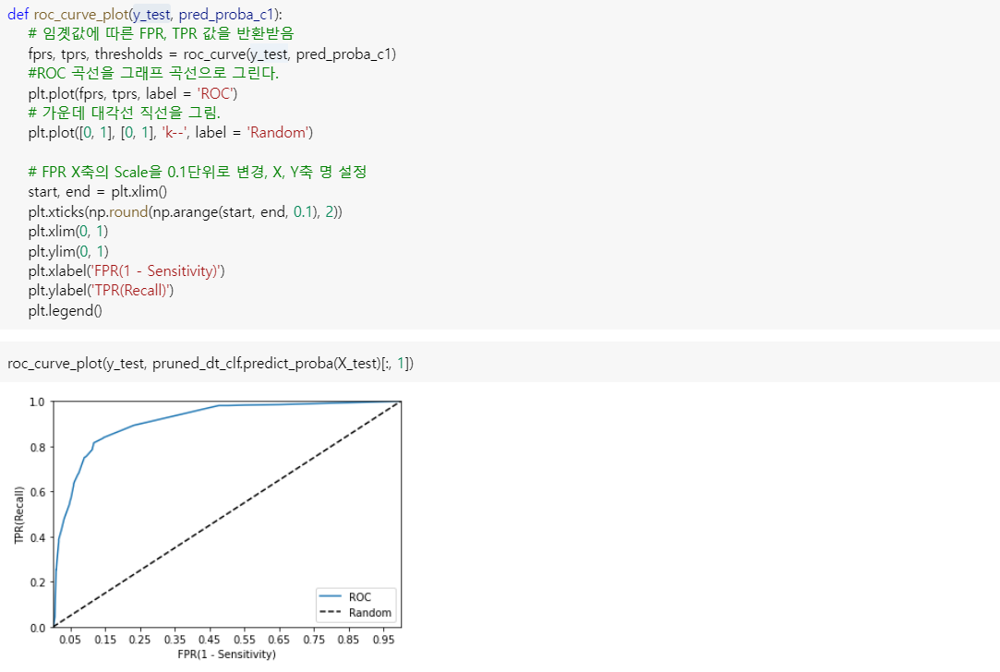 def roc_curve_plot(y_test, pred_proba_c1):
# 임곗값에 따른 FPR, TPR 값을 반환받음
fprs, tprs, thresholds = roc_curve(y_test, pred_proba_c1)
#ROC 곡선을 그래프 곡선으로 그린다.
plt.plot(fprs, tprs, label = 'ROC')
# 가운데 대각선 직선을 그림.
plt.plot([0, 1], [0, 1], 'k--', label = 'Random')
# FPR X축의 Scale을 0.1단위로 변경, X, Y축 명 설정
start, end = plt.xlim()
plt.xticks(np.round(np.arange(start, end, 0.1), 2))
plt.xlim(0, 1)
plt.ylim(0, 1)
plt.xlabel('FPR(1 - Sensitivity)')
plt.ylabel('TPR(Recall)')
plt.legend()
roc_curve_plot(y_test, pruned_dt_clf.predict_proba(X_test)[:, 1])
1.0
0.8
0.6
0.4
0.2
0.0
TPR(Recall)
ROC
Random
0.05 0.15 0.25 0.35 0.45 0.55 0.65 0.75 0.85 0.95
FPR(1 - Sensitivity)